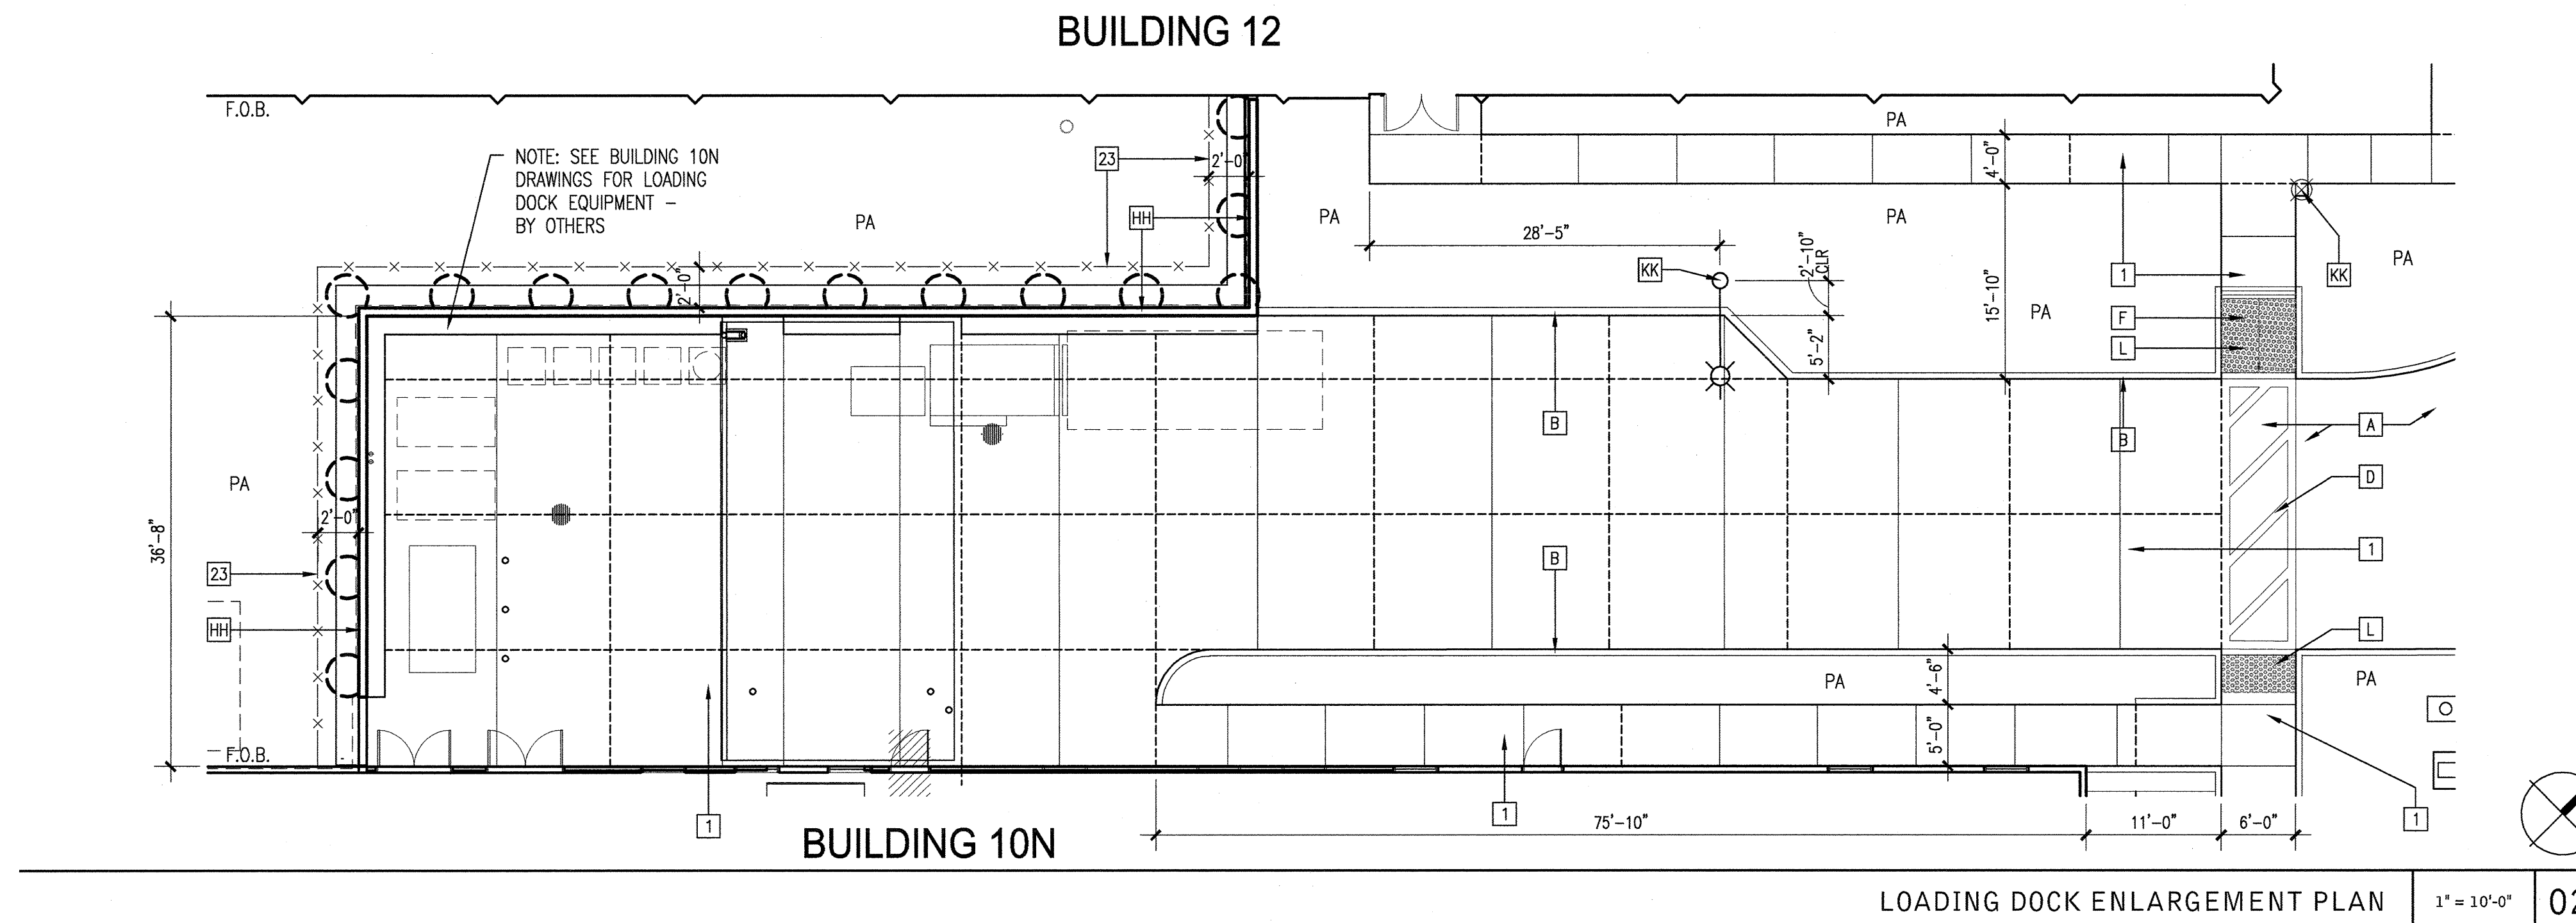 BUILDING 12
F.O.B.
NOTE: SEE BUILDING 10N
DRAWINGS FOR LOADING
DOCK EQUIPMENT –
BY OTHERS
PA
23
2'-0"
HH
2'-0"
PA
PA
PA
4'-0"
28'-5"
KK
2'-10"
CLR
15'-10"
PA
1
KK
PA
F
L
5'-2"
36'-8"
B
B
A
D
PA
2'-0"
23
HH
B
1
L
PA
4'-6"
PA
5'-0"
F.O.B.
1
1
1
BUILDING 10N
75'-10"
11'-0"
6'-0"
LOADING DOCK ENLARGEMENT PLAN
1" = 10'-0"